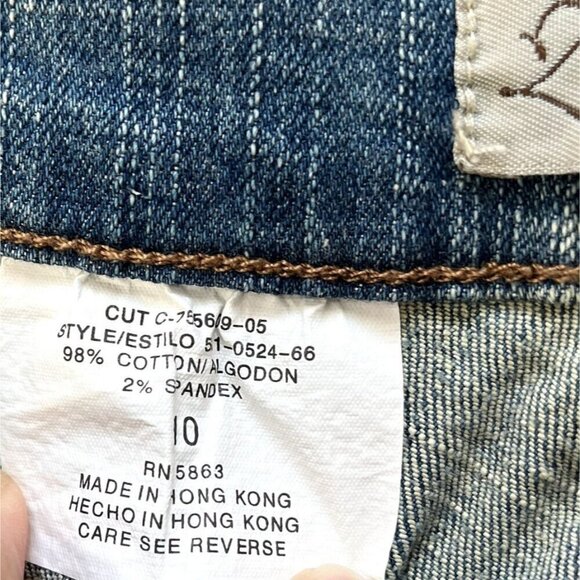 CUT C-7556/9-05
STYLE/ESTILO 51-0524-66
98% COTTON/ALGODON
2% SPANDEX
10
RN 5863
MADE IN HONG KONG
HECHO IN HONG KONG
CARE SEE REVERSE